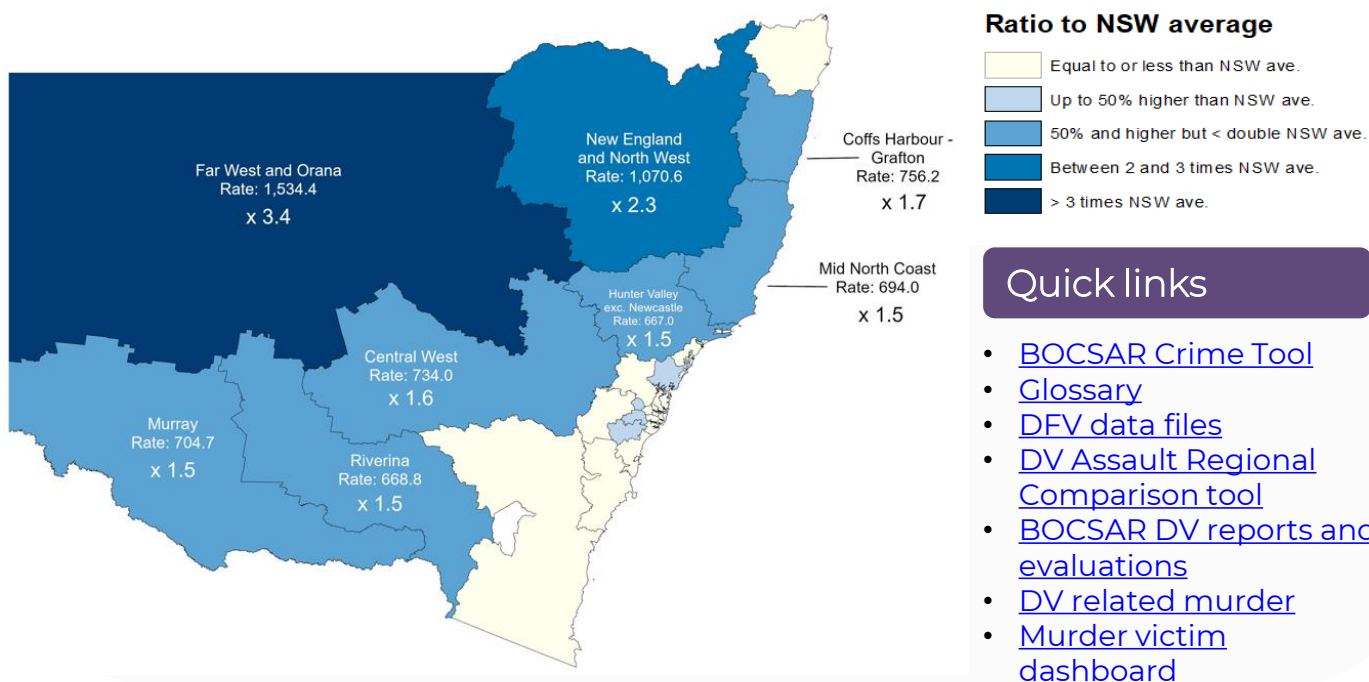 Far West and Orana
Rate: 1,534.4
x 3.4
New England
and North West
Rate: 1,070.6
x 2.3
Coffs Harbour -
Grafton
Rate: 756.2
x 1.7
Mid North Coast
Rate: 694.0
x 1.5
Hunter Valley
exc. Newcastle
Rate: 667.0
x 1.5
Central West
Rate: 734.0
x 1.6
Murray
Rate: 704.7
x 1.5
Riverina
Rate: 668.8
x 1.5
Ratio to NSW average
Equal to or less than NSW ave.
Up to 50% higher than NSW ave.
50% and higher but < double NSW ave.
Between 2 and 3 times NSW ave.
> 3 times NSW ave.
Quick links
• BOCSAR Crime Tool
• Glossary
• DFV data files
• DV Assault Regional
Comparison tool
• BOCSAR DV reports and
evaluations
• DV related murder
• Murder victim
dashboard